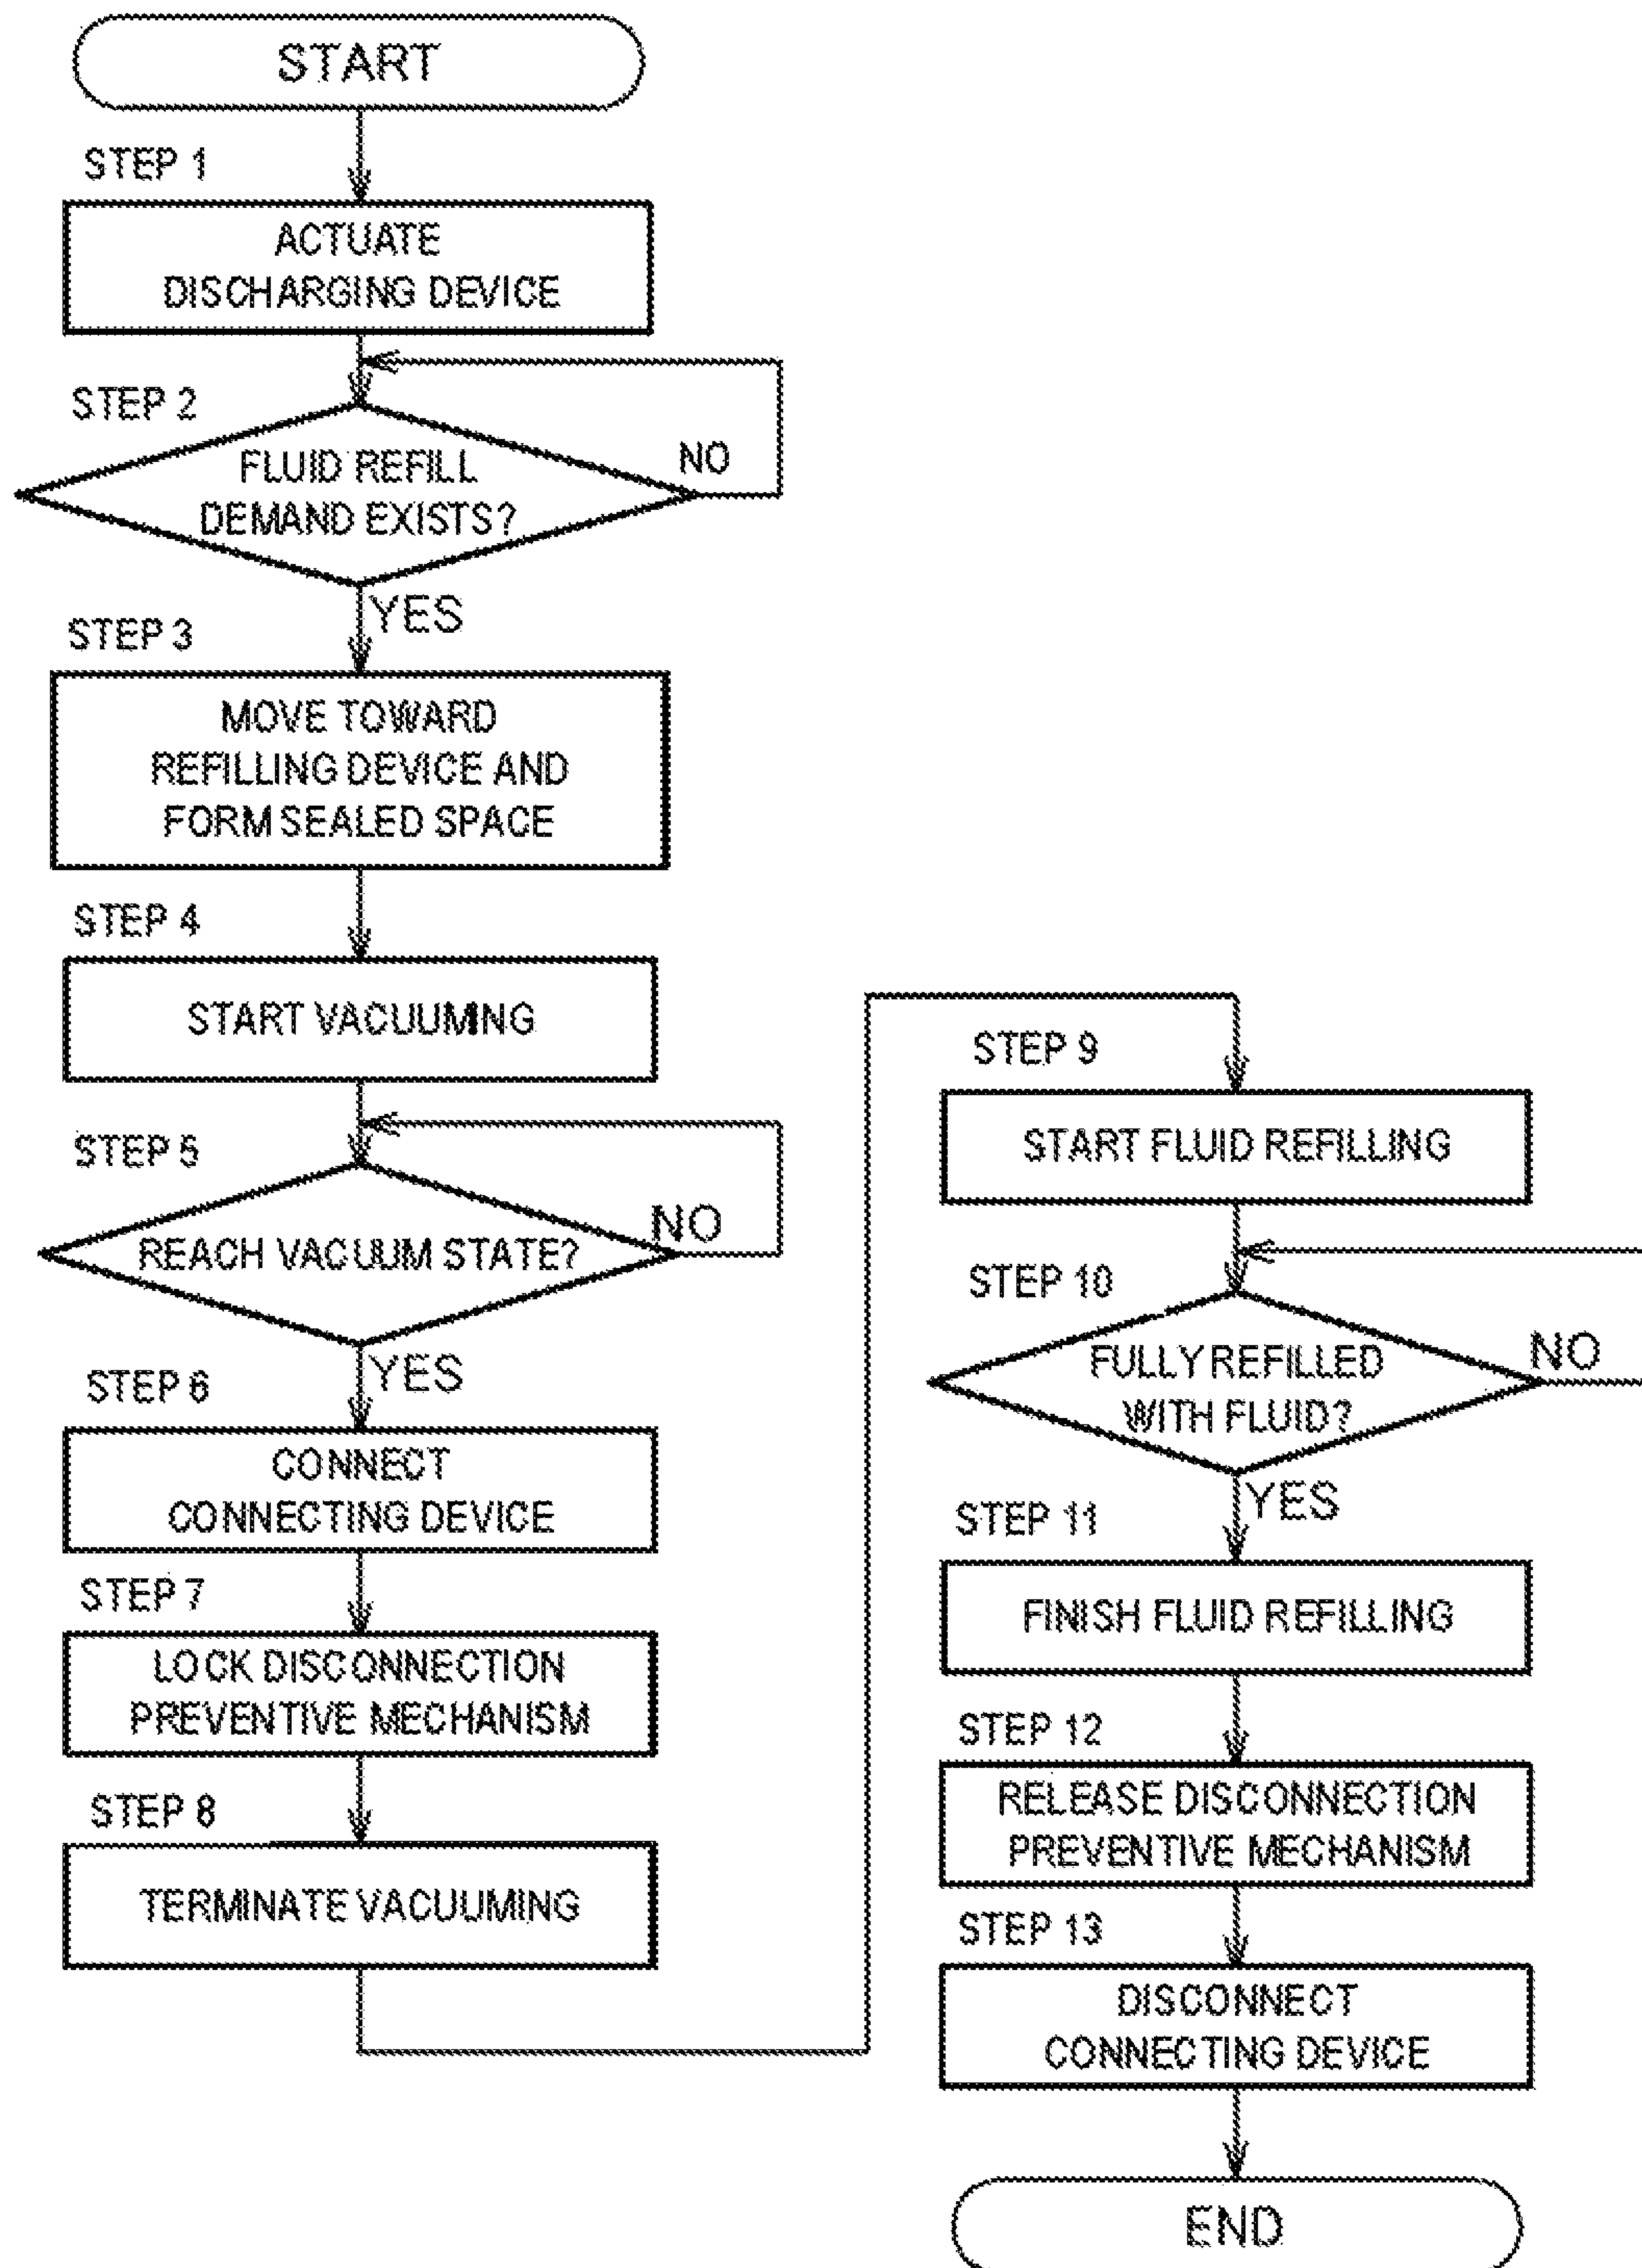 START
STEP 1
ACTUATE
DISCHARGING DEVICE
STEP 2
FLUID REFILL
DEMAND EXISTS?
NO
YES
STEP 3
MOVE TOWARD
REFILLING DEVICE AND
FORM SEALED SPACE
STEP 4
START VACUUMING
STEP 5
REACH VACUUM STATE?
NO
YES
STEP 6
CONNECT
CONNECTING DEVICE
STEP 7
LOCK DISCONNECTION
PREVENTIVE MECHANISM
STEP 8
TERMINATE VACUUMING
STEP 9
START FLUID REFILLING
STEP 10
FULLY REFILLED
WITH FLUID?
NO
YES
STEP 11
FINISH FLUID REFILLING
STEP 12
RELEASE DISCONNECTION
PREVENTIVE MECHANISM
STEP 13
DISCONNECT
CONNECTING DEVICE
END